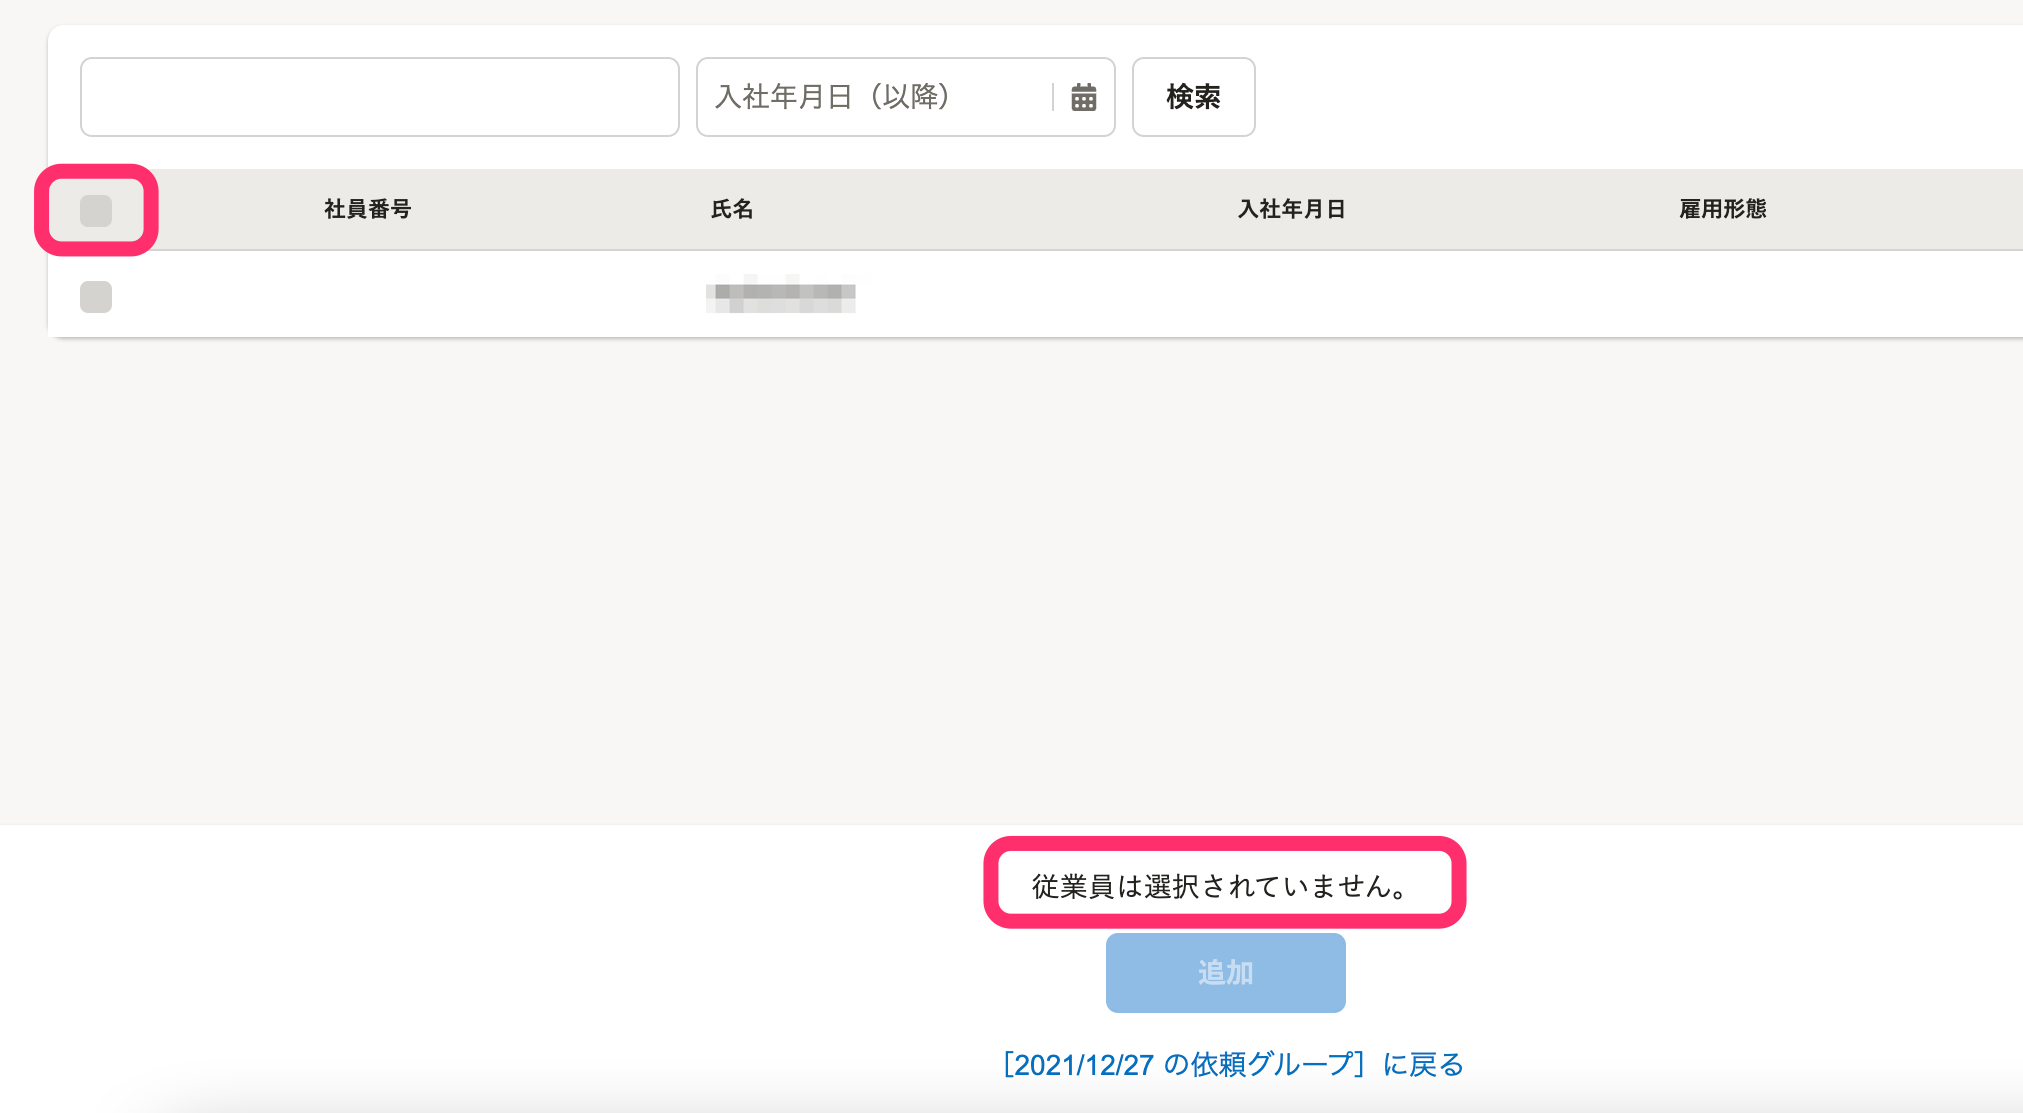 入社年月日（以降）
検索
社員番号 氏名 入社年月日 雇用形態
従業員は選択されていません。
追加
［2021/12/27 の依頼グループ］に戻る